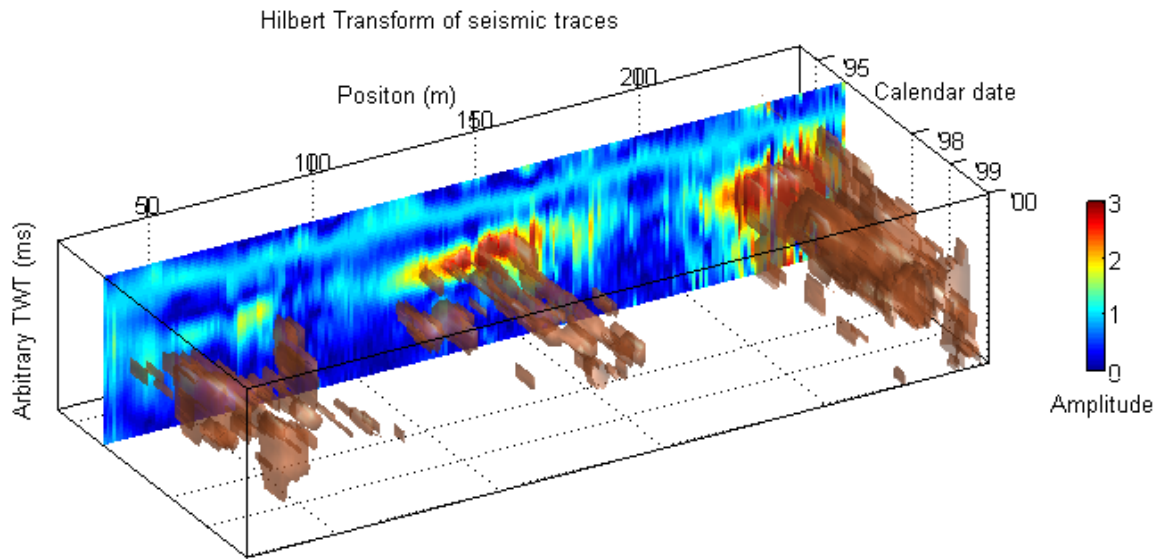 Hilbert Transform of seismic traces
Positon (m)
50
100
150
200
'95
'98
'99
'00
Calendar date
Arbitrary TWT (ms)
3
2
1
0
Amplitude